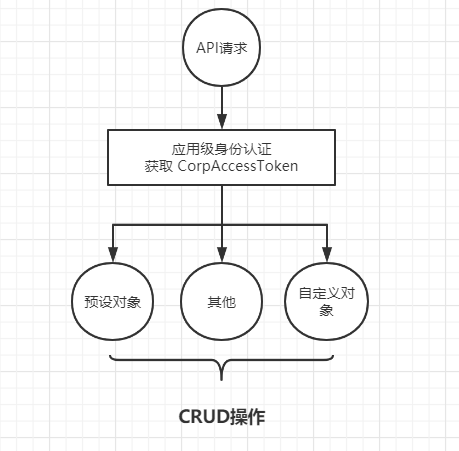 API请求
应用级身份认证
获取 CorpAccessToken
预设对象
其他
自定义对
象
CRUD操作